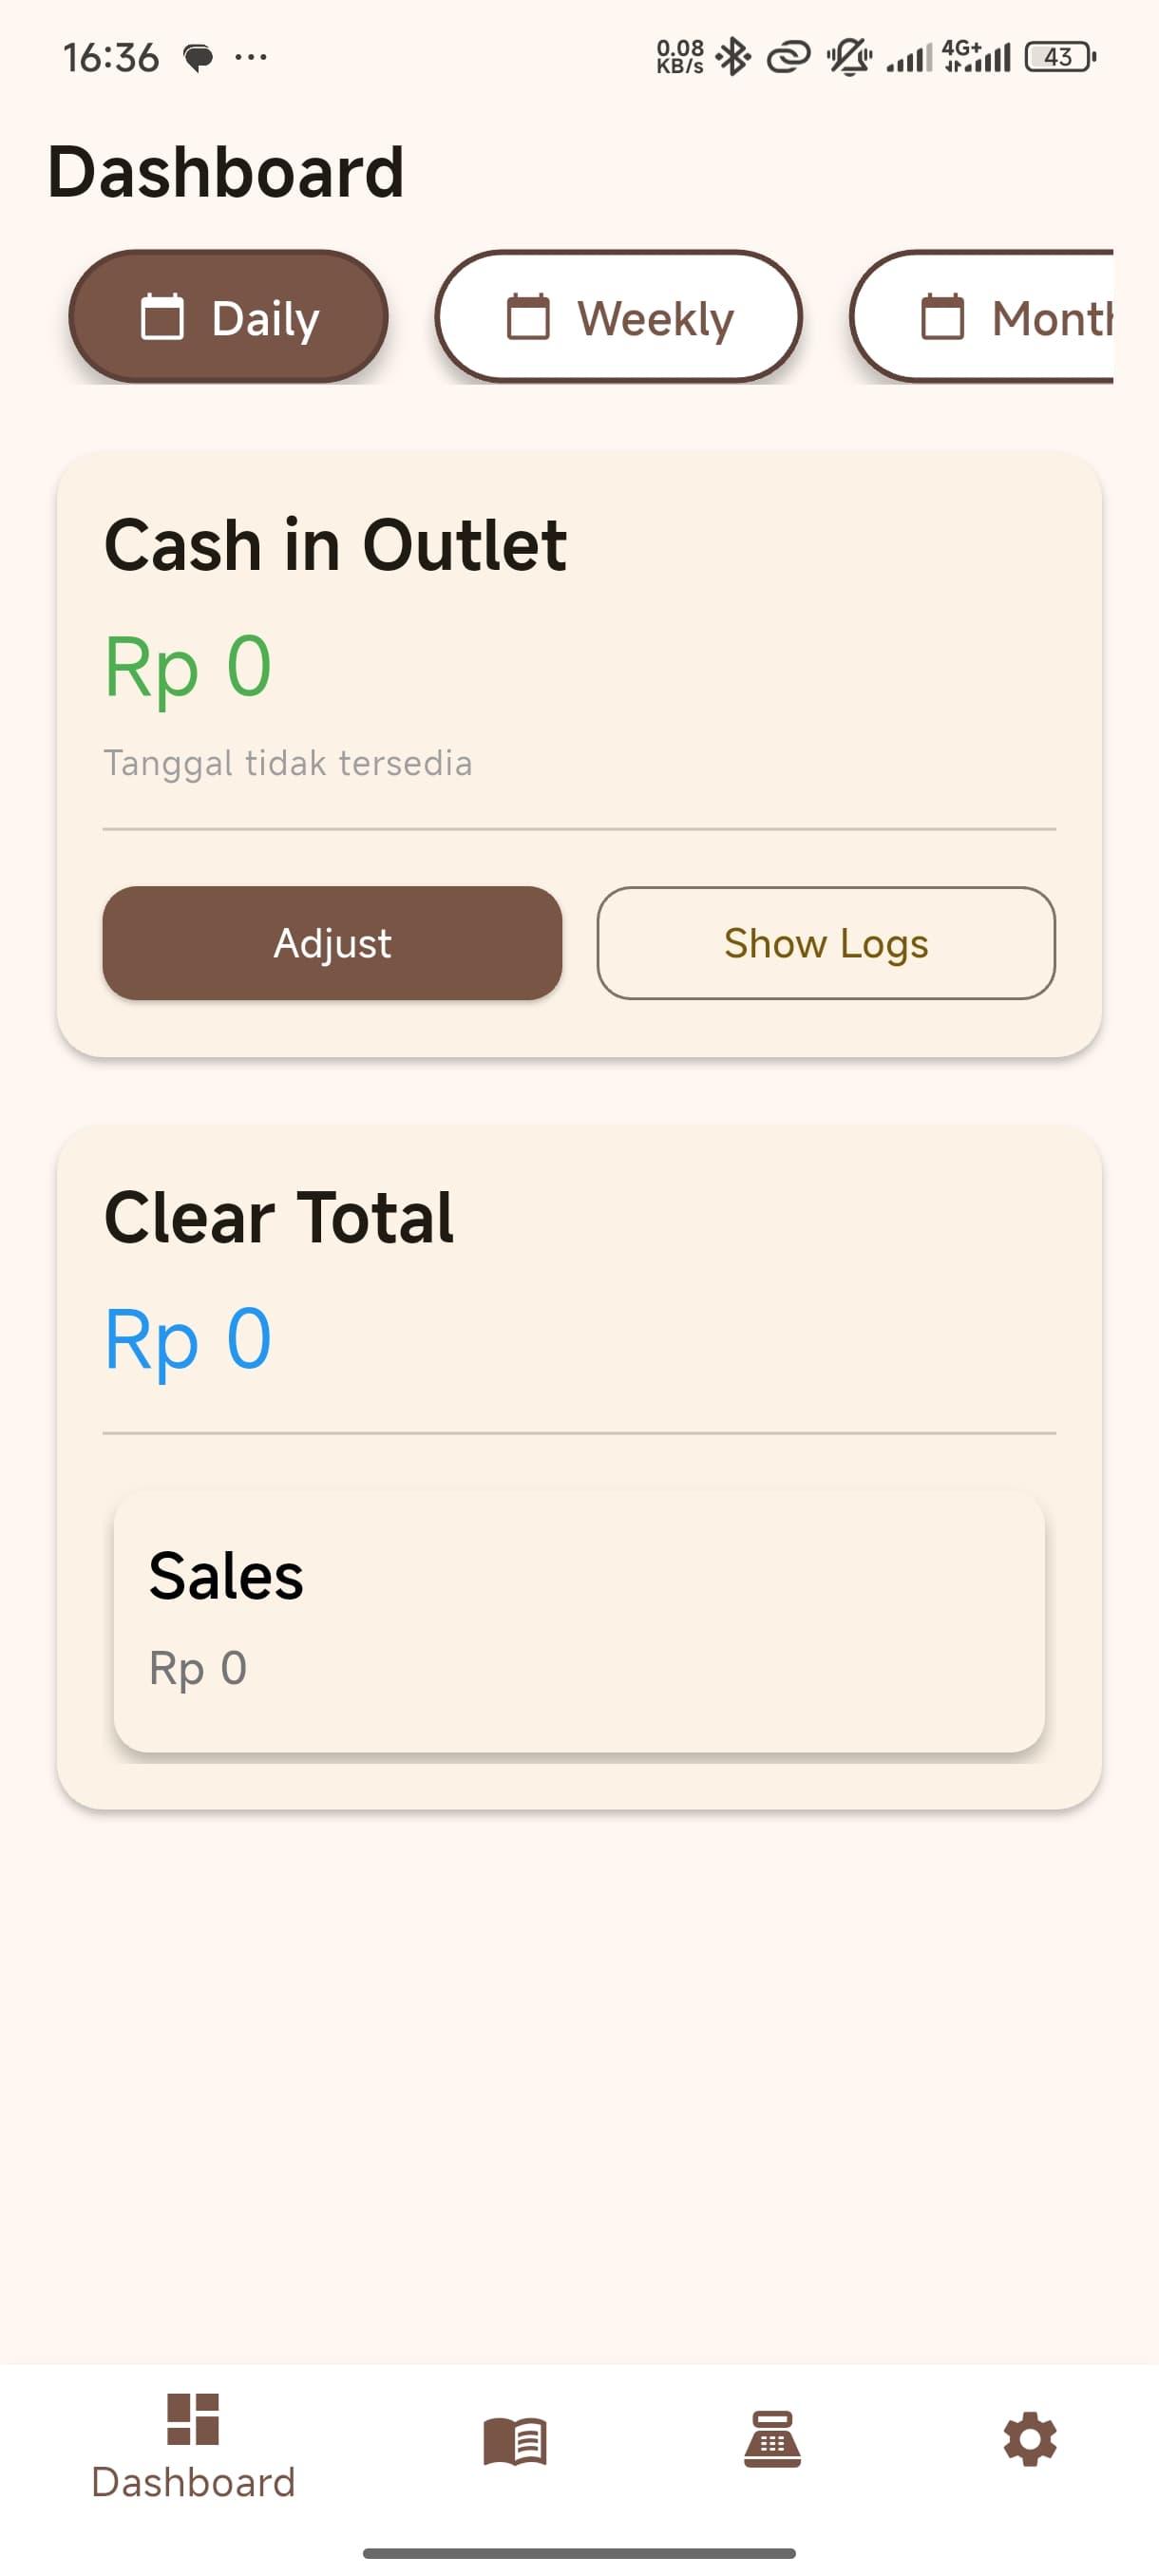 16:36
0.08
KB/s
4G+
43
Dashboard
Daily
Weekly
Month
Cash in Outlet
Rp 0
Tanggal tidak tersedia
Adjust
Show Logs
Clear Total
Rp 0
Sales
Rp 0
Dashboard